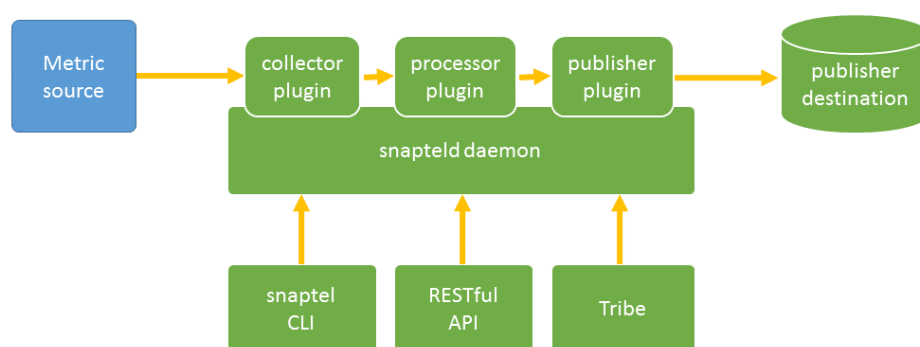 Metric
source
collector
plugin
processor
plugin
publisher
plugin
publisher
destination
snapteld daemon
snaptel
CLI
RESTful
API
Tribe